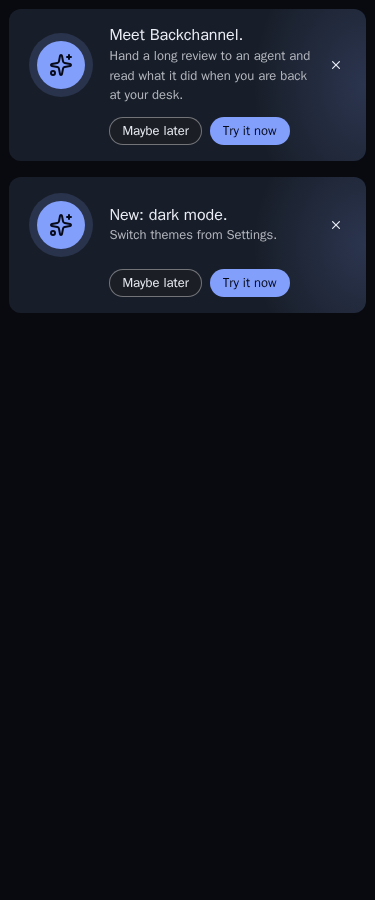 Meet Backchannel.
Hand a long review to an agent and
read what it did when you are back
at your desk.
Maybe later
Try it now
New: dark mode.
Switch themes from Settings.
Maybe later
Try it now